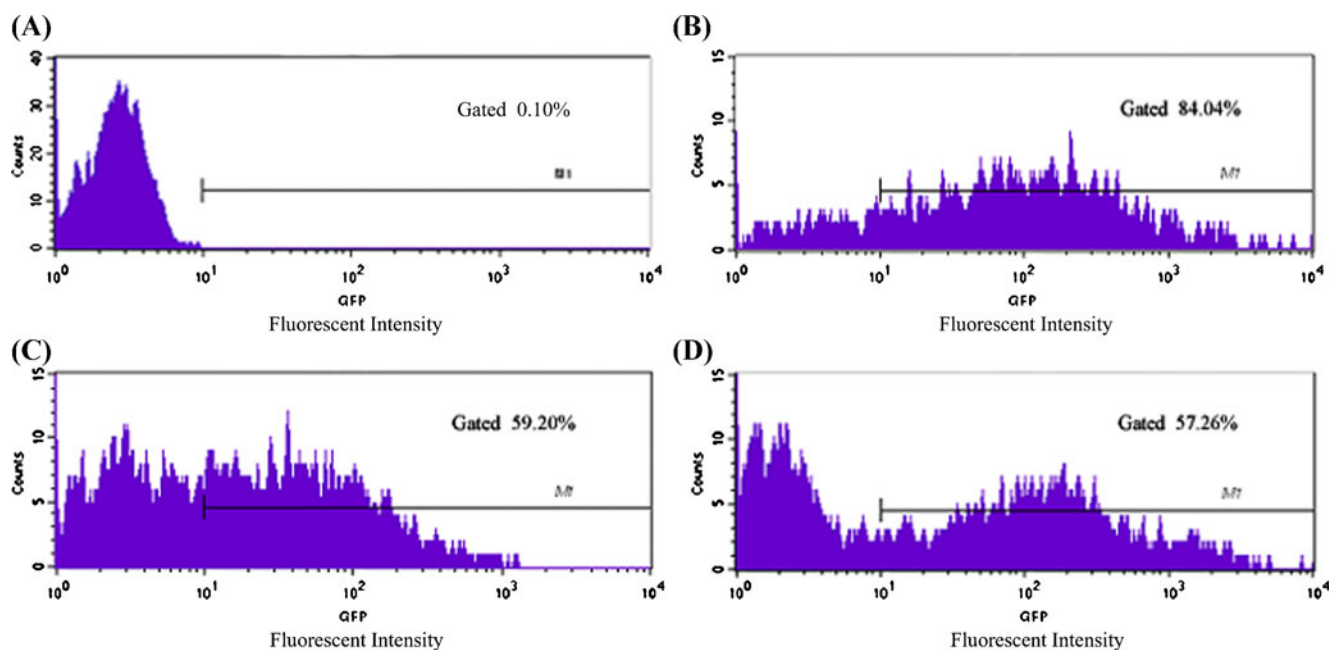 (A)
40
30
20
10
0
Counts
Gated 0.10%
10^0 10^1 10^2 10^3 10^4
GFP
Fluorescent Intensity
(B)
15
10
5
0
Counts
Gated 84.04%
M1
10^0 10^1 10^2 10^3 10^4
GFP
Fluorescent Intensity
(C)
15
10
5
0
Counts
Gated 59.20%
M1
10^0 10^1 10^2 10^3 10^4
GFP
Fluorescent Intensity
(D)
15
10
5
0
Counts
Gated 57.26%
M1
10^0 10^1 10^2 10^3 10^4
GFP
Fluorescent Intensity